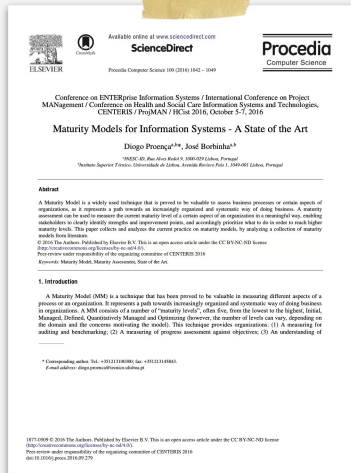 Available online at www.sciencedirect.com
ScienceDirect
Procedia Computer Science 100 (2016) 1042 – 1049
ELSEVIER
CrossMark
Procedia
Computer Science
Conference on ENTERprise Information Systems / International Conference on Project
MANagement / Conference on Health and Social Care Information Systems and Technologies,
CENTERIS / ProjMAN / HCist 2016, October 5-7, 2016
Maturity Models for Information Systems - A State of the Art
Diogo Proençaa,b*, José Borbinhaa,b
aINESC-ID, Rua Alves Redol 9, 1000-029 Lisboa, Portugal
bInstituto Superior Técnico, Universidade de Lisboa, Avenida Rovisco Pais 1, 1049-001 Lisboa, Portugal
Abstract
A Maturity Model is a widely used technique that is proved to be valuable to assess business processes or certain aspects of
organizations, as it represents a path towards an increasingly organized and systematic way of doing business. A maturity
assessment can be used to measure the current maturity level of a certain aspect of an organization in a meaningful way, enabling
stakeholders to clearly identify strengths and improvement points, and accordingly prioritize what to do in order to reach higher
maturity levels. This paper collects and analyzes the current practice on maturity models, by analyzing a collection of maturity
models from literature.
© 2016 The Authors. Published by Elsevier B.V. This is an open access article under the CC BY-NC-ND license
(http://creativecommons.org/licenses/by-nc-nd/4.0/).
Peer-review under responsibility of the organizing committee of CENTERIS 2016
Keywords: Maturity Model, Maturity Assessment, State of the Art.
1. Introduction
A Maturity Model (MM) is a technique that has been proved to be valuable in measuring different aspects of a
process or an organization. It represents a path towards increasingly organized and systematic way of doing business
in organizations. A MM consists of a number of “maturity levels”, often five, from the lowest to the highest, Initial,
Managed, Defined, Quantitatively Managed and Optimizing (however, the number of levels can vary, depending on
the domain and the concerns motivating the model). This technique provides organizations: (1) A measuring for
auditing and benchmarking; (2) A measuring of progress assessment against objectives; (3) An understanding of
* Corresponding author. Tel.: +351213100300; fax: +351213145843.
E-mail address: diogo.proenca@tecnico.ulisboa.pt
1877-0509 © 2016 The Authors. Published by Elsevier B.V. This is an open access article under the CC BY-NC-ND license
(http://creativecommons.org/licenses/by-nc-nd/4.0/).
Peer-review under responsibility of the organizing committee of CENTERIS 2016
doi:10.1016/j.procs.2016.09.279